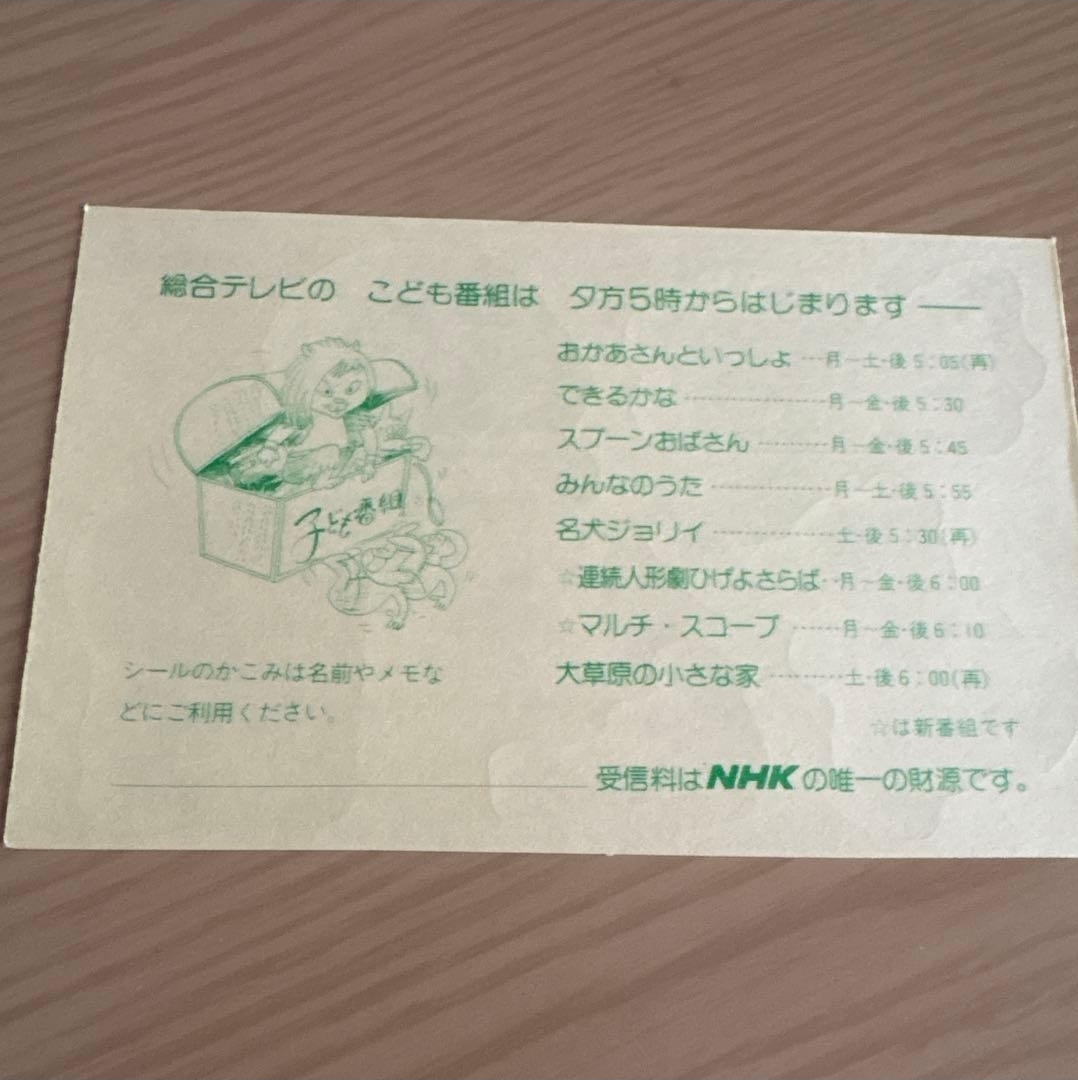 総合テレビの こども番組は 夕方5時からはじまります――
おかあさんといっしょ…月～土・後5:05(再)
できるかな………………月～金・後5:30
スプーンおばさん………月～金・後5:45
みんなのうた……………月～土・後5:55
名犬ジョリイ……………土・後5:30(再)
☆連続人形劇ひげよさらば…月～金・後6:00
☆マルチ・スコープ……月～金・後6:10
大草原の小さな家………土・後6:00(再)
☆は新番組です
子ども番組
シールのかこみは名前やメモな
どにご利用ください。
受信料はNHKの唯一の財源です。